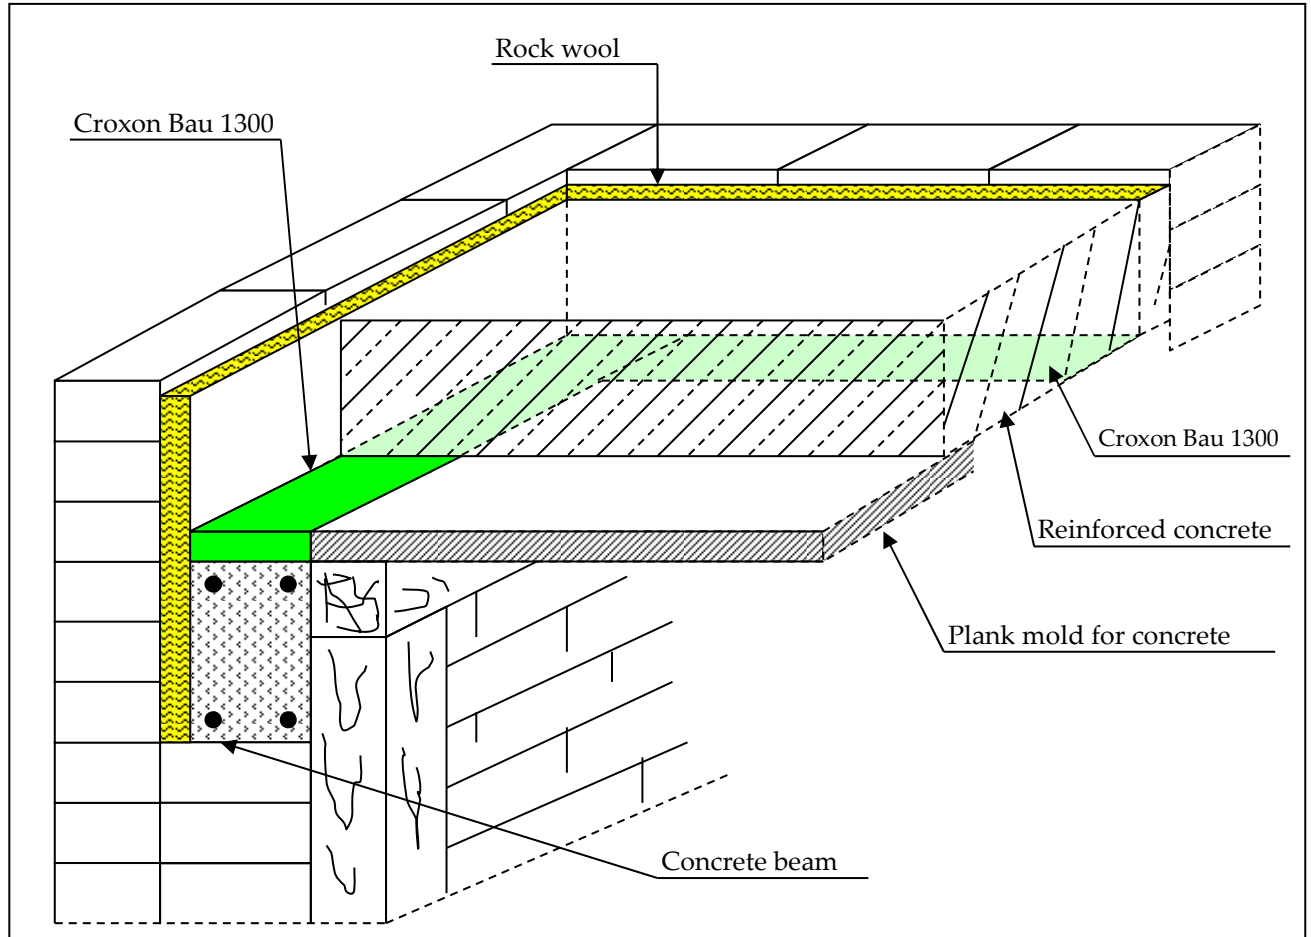 Rock wool
Croxon Bau 1300
Croxon Bau 1300
Reinforced concrete
Plank mold for concrete
Concrete beam